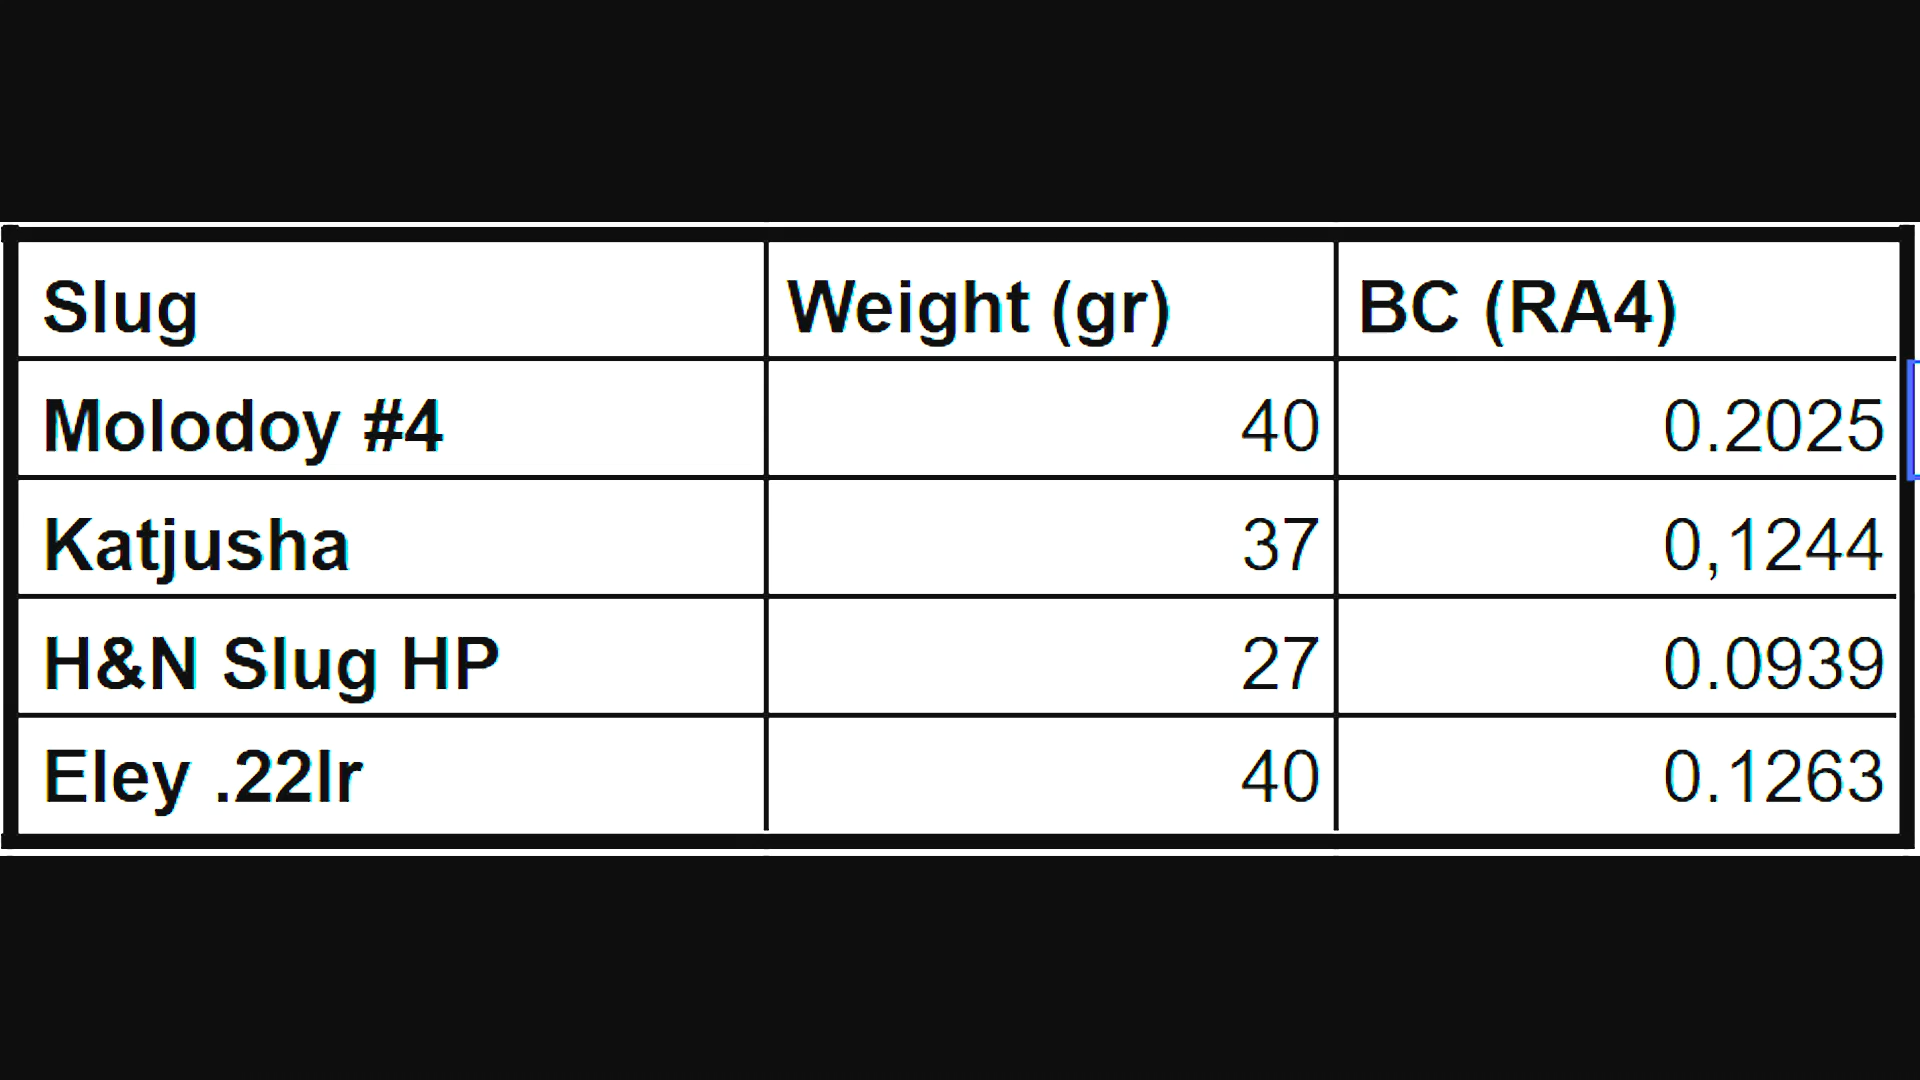 Slug Weight (gr) BC (RA4)
Molodoy #4 40 0.2025
Katjusha 37 0,1244
H&N Slug HP 27 0.0939
Eley .22lr 40 0.1263